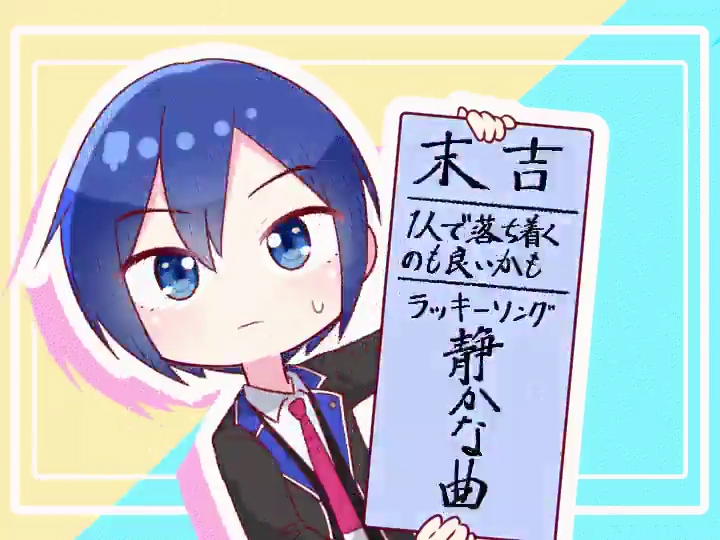 末吉
1人で落ち着く
のも良いかも
ラッキーソング
静かな曲